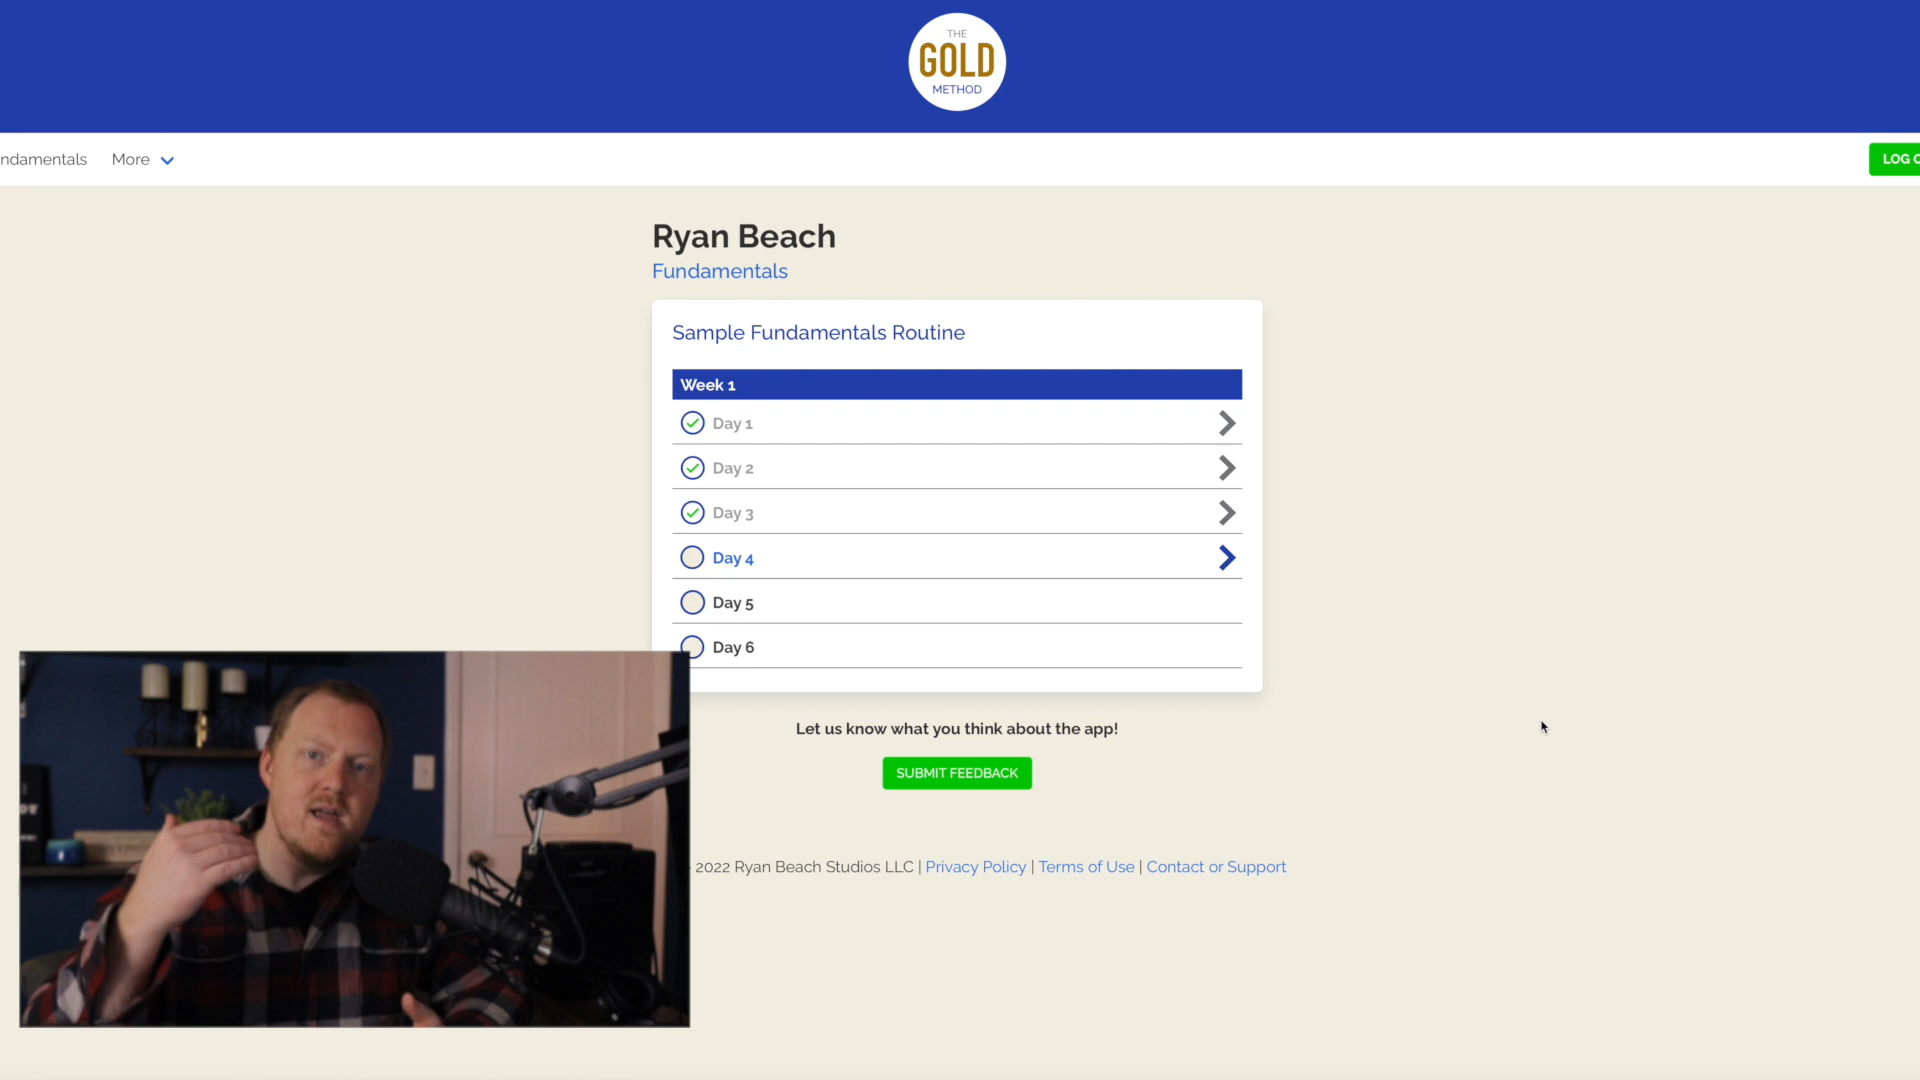 THE
GOLD
METHOD
ndamentals More
LOG
Ryan Beach
Fundamentals
Sample Fundamentals Routine
Week 1
Day 1
Day 2
Day 3
Day 4
Day 5
Day 6
Let us know what you think about the app!
SUBMIT FEEDBACK
2022 Ryan Beach Studios LLC | Privacy Policy | Terms of Use | Contact or Support